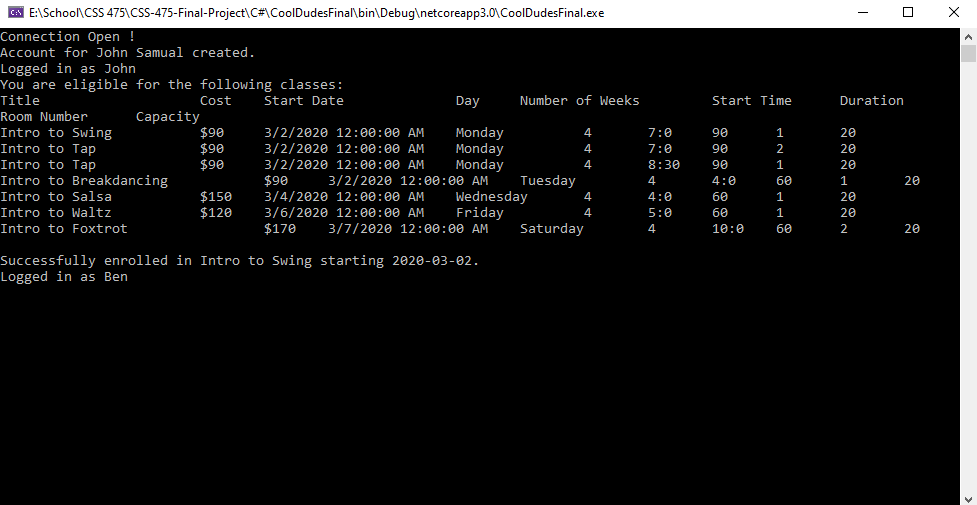 E:\School\CSS 475\CSS-475-Final-Project\C#\CoolDudesFinal\bin\Debug\netcoreapp3.0\CoolDudesFinal.exe
Connection Open !
Account for John Samual created.
Logged in as John
You are eligible for the following classes:
Title Cost Start Date Day Number of Weeks Start Time Duration
Room Number Capacity
Intro to Swing $90 3/2/2020 12:00:00 AM Monday 4 7:0 90 1 20
Intro to Tap $90 3/2/2020 12:00:00 AM Monday 4 7:0 90 2 20
Intro to Tap $90 3/2/2020 12:00:00 AM Monday 4 8:30 90 1 20
Intro to Breakdancing $90 3/2/2020 12:00:00 AM Tuesday 4 4:0 60 1 20
Intro to Salsa $150 3/4/2020 12:00:00 AM Wednesday 4 4:0 60 1 20
Intro to Waltz $120 3/6/2020 12:00:00 AM Friday 4 5:0 60 1 20
Intro to Foxtrot $170 3/7/2020 12:00:00 AM Saturday 4 10:0 60 2 20
Successfully enrolled in Intro to Swing starting 2020-03-02.
Logged in as Ben